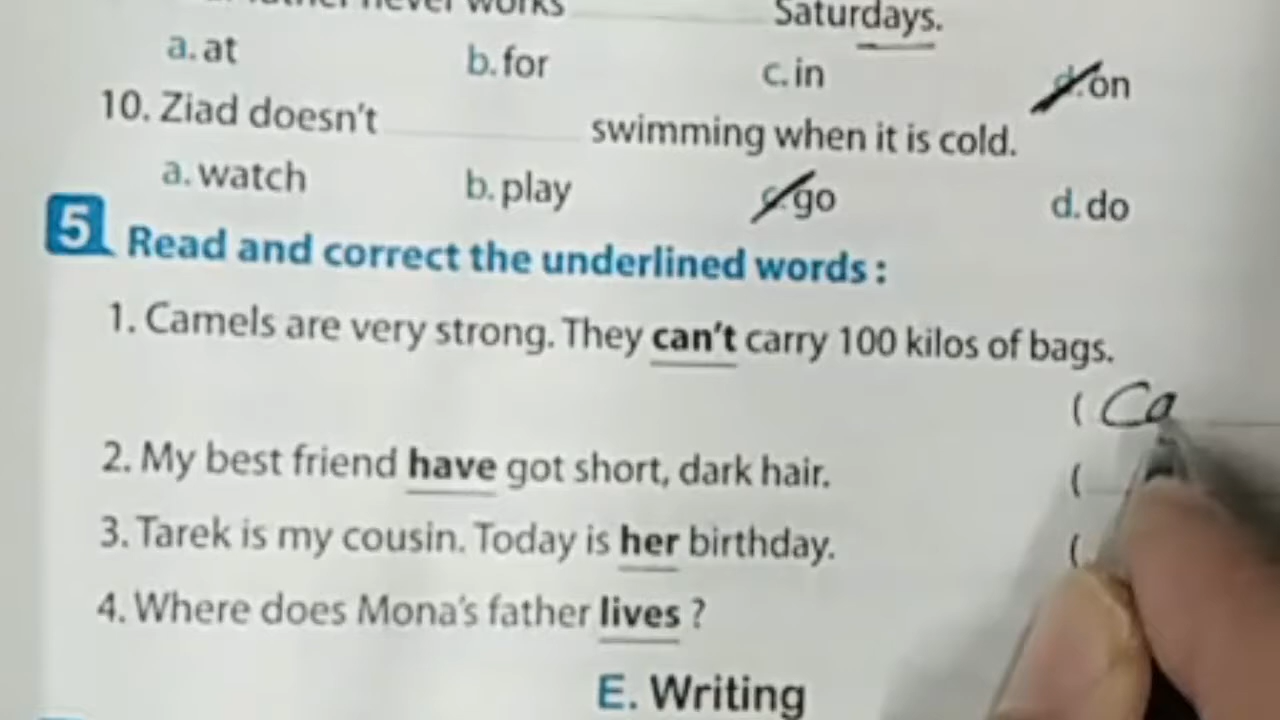 never works Saturdays.
a. at b. for c. in d. on
10. Ziad doesn't swimming when it is cold.
a. watch b. play c. go d. do
5 Read and correct the underlined words :
1. Camels are very strong. They can't carry 100 kilos of bags.
( Ca
2. My best friend have got short, dark hair. (
3. Tarek is my cousin. Today is her birthday. (
4. Where does Mona's father lives ?
E. Writing